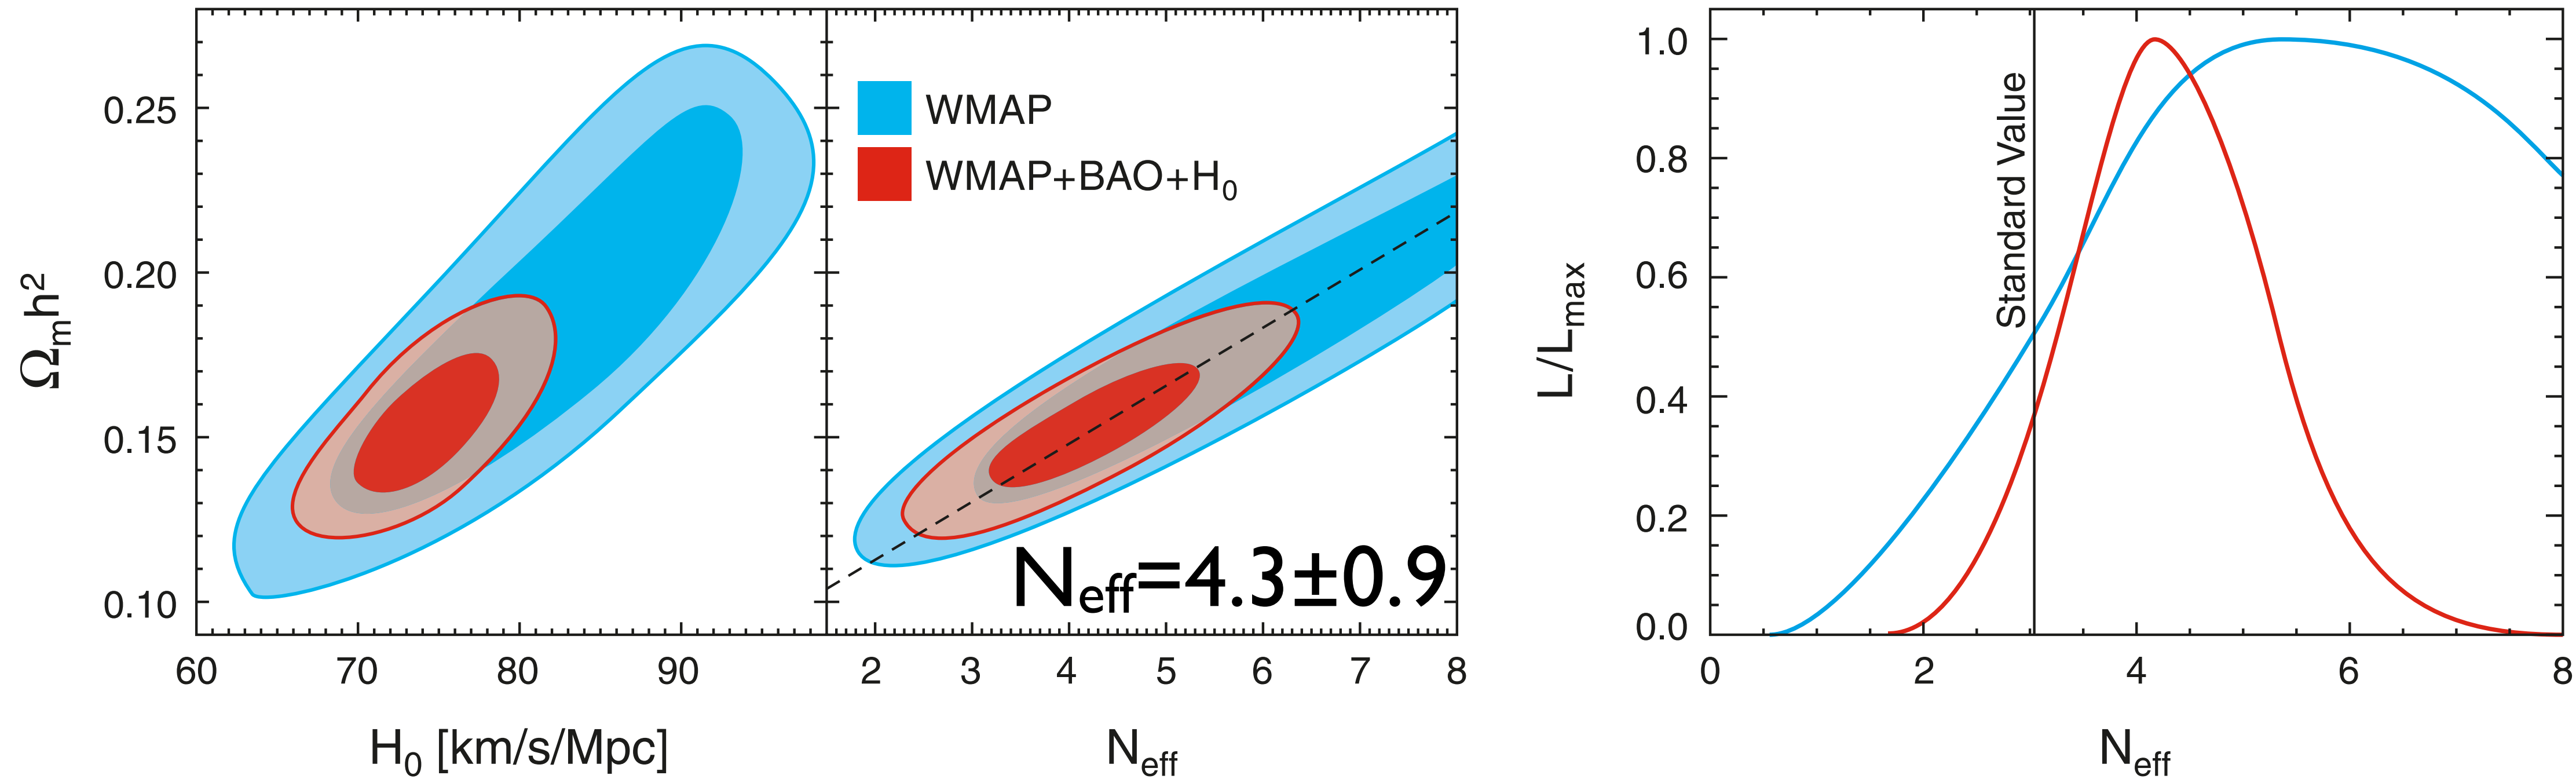 Ωₘh²
0.25
0.20
0.15
0.10
60
70
80
90
H₀ [km/s/Mpc]
WMAP
WMAP+BAO+H₀
Neff=4.3±0.9
2
3
4
5
6
7
8
Neff
L/Lmax
1.0
0.8
0.6
0.4
0.2
0.0
Standard Value
0
2
4
6
8
Neff